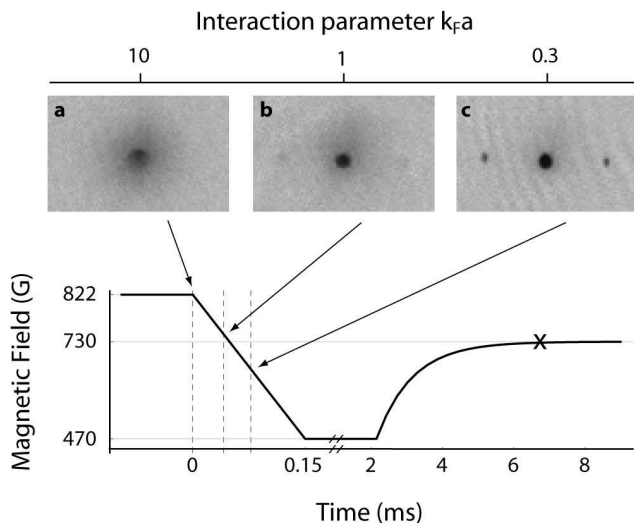 Interaction parameter kFa
10 1 0.3
a b c
Magnetic Field (G)
822
730
X
470
0 0.15 2 4 6 8
Time (ms)